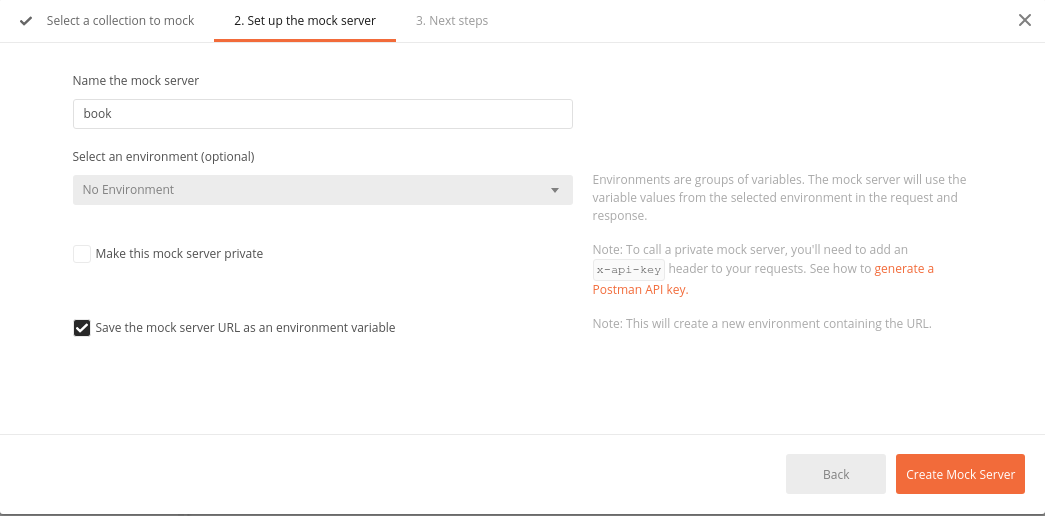 Select a collection to mock
2. Set up the mock server
3. Next steps
Name the mock server
book
Select an environment (optional)
No Environment
Environments are groups of variables. The mock server will use the
variable values from the selected environment in the request and
response.
Make this mock server private
Note: To call a private mock server, you'll need to add an
x-api-key header to your requests. See how to generate a
Postman API key.
Save the mock server URL as an environment variable
Note: This will create a new environment containing the URL.
Back
Create Mock Server